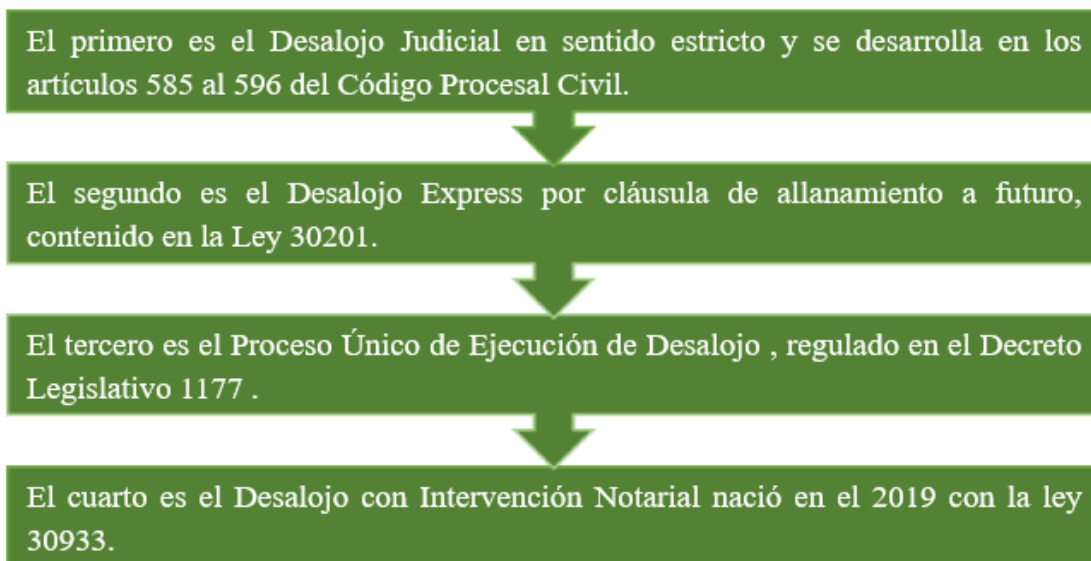 El primero es el Desalojo Judicial en sentido estricto y se desarrolla en los
artículos 585 al 596 del Código Procesal Civil.
El segundo es el Desalojo Express por cláusula de allanamiento a futuro,
contenido en la Ley 30201.
El tercero es el Proceso Único de Ejecución de Desalojo , regulado en el Decreto
Legislativo 1177 .
El cuarto es el Desalojo con Intervención Notarial nació en el 2019 con la ley
30933.